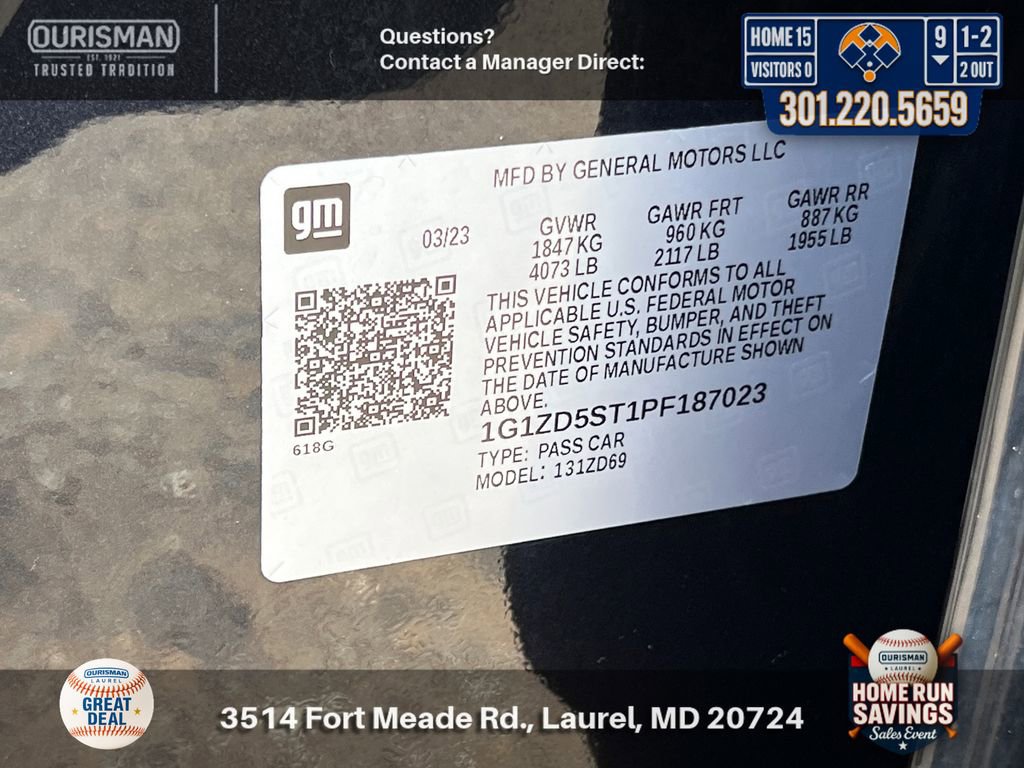 OURISMAN
EST. 1921
TRUSTED TRADITION
Questions?
Contact a Manager Direct:
HOME 15
VISITORS 0
9
1-2
2 OUT
301.220.5659
MFD BY GENERAL MOTORS LLC
gm
03/23
GVWR
1847 KG
4073 LB
GAWR FRT
960 KG
2117 LB
GAWR RR
887 KG
1955 LB
THIS VEHICLE CONFORMS TO ALL
APPLICABLE U.S. FEDERAL MOTOR
VEHICLE SAFETY, BUMPER, AND THEFT
PREVENTION STANDARDS IN EFFECT ON
THE DATE OF MANUFACTURE SHOWN
ABOVE.
1G1ZD5ST1PF187023
TYPE: PASS CAR
MODEL: 131ZD69
618G
OURISMAN
LAUREL
GREAT
DEAL
3514 Fort Meade Rd., Laurel, MD 20724
OURISMAN
LAUREL
HOME RUN
SAVINGS
Sales Event